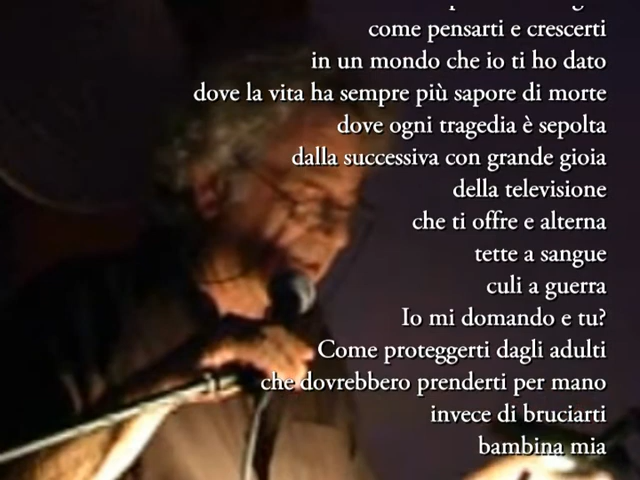 come pensarti e crescerti
in un mondo che io ti ho dato
dove la vita ha sempre più sapore di morte
dove ogni tragedia è sepolta
dalla successiva con grande gioia
della televisione
che ti offre e alterna
tette a sangue
culi a guerra
Io mi domando e tu?
Come proteggerti dagli adulti
che dovrebbero prenderti per mano
invece di bruciarti
bambina mia